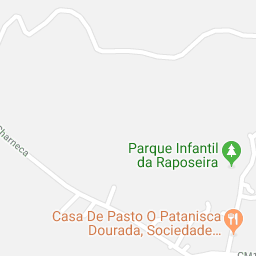 Charneca
Parque Infantil
da Raposeira
Casa De Pasto O Patanisca
Dourada, Sociedade...